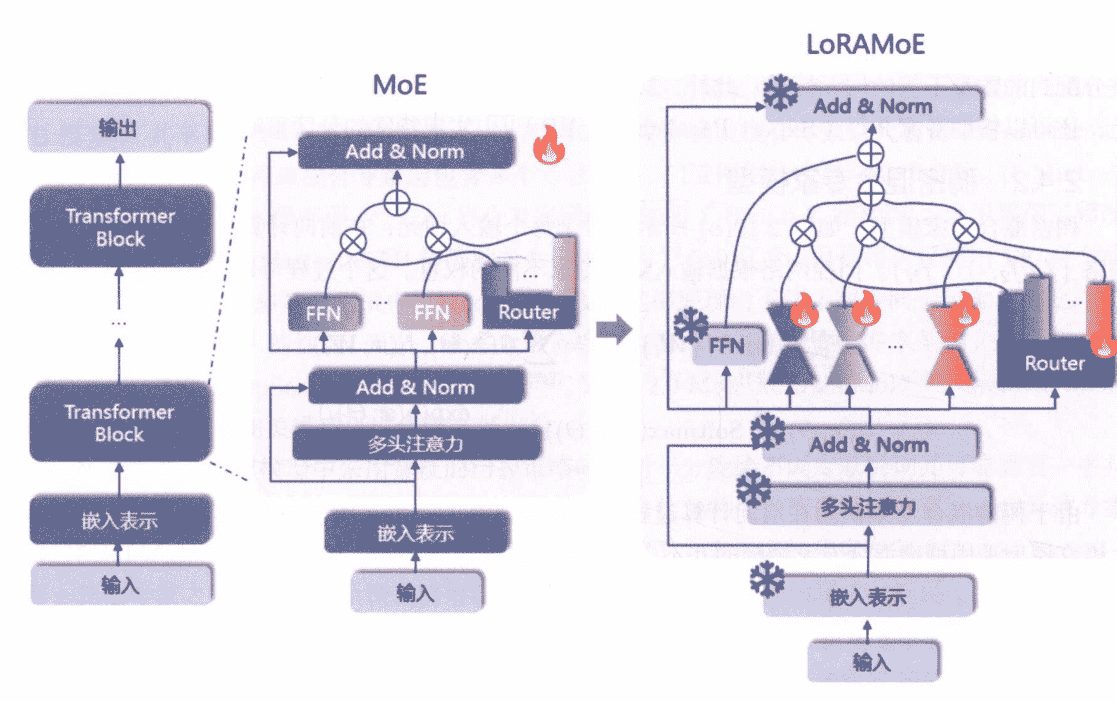 LoRAMoE
MoE
输出
Transformer
Block
...
Transformer
Block
嵌入表示
输入
Add & Norm
FFN
...
FFN
...
Router
Add & Norm
多头注意力
嵌入表示
输入
Add & Norm
FFN
...
...
Router
Add & Norm
多头注意力
嵌入表示
输入